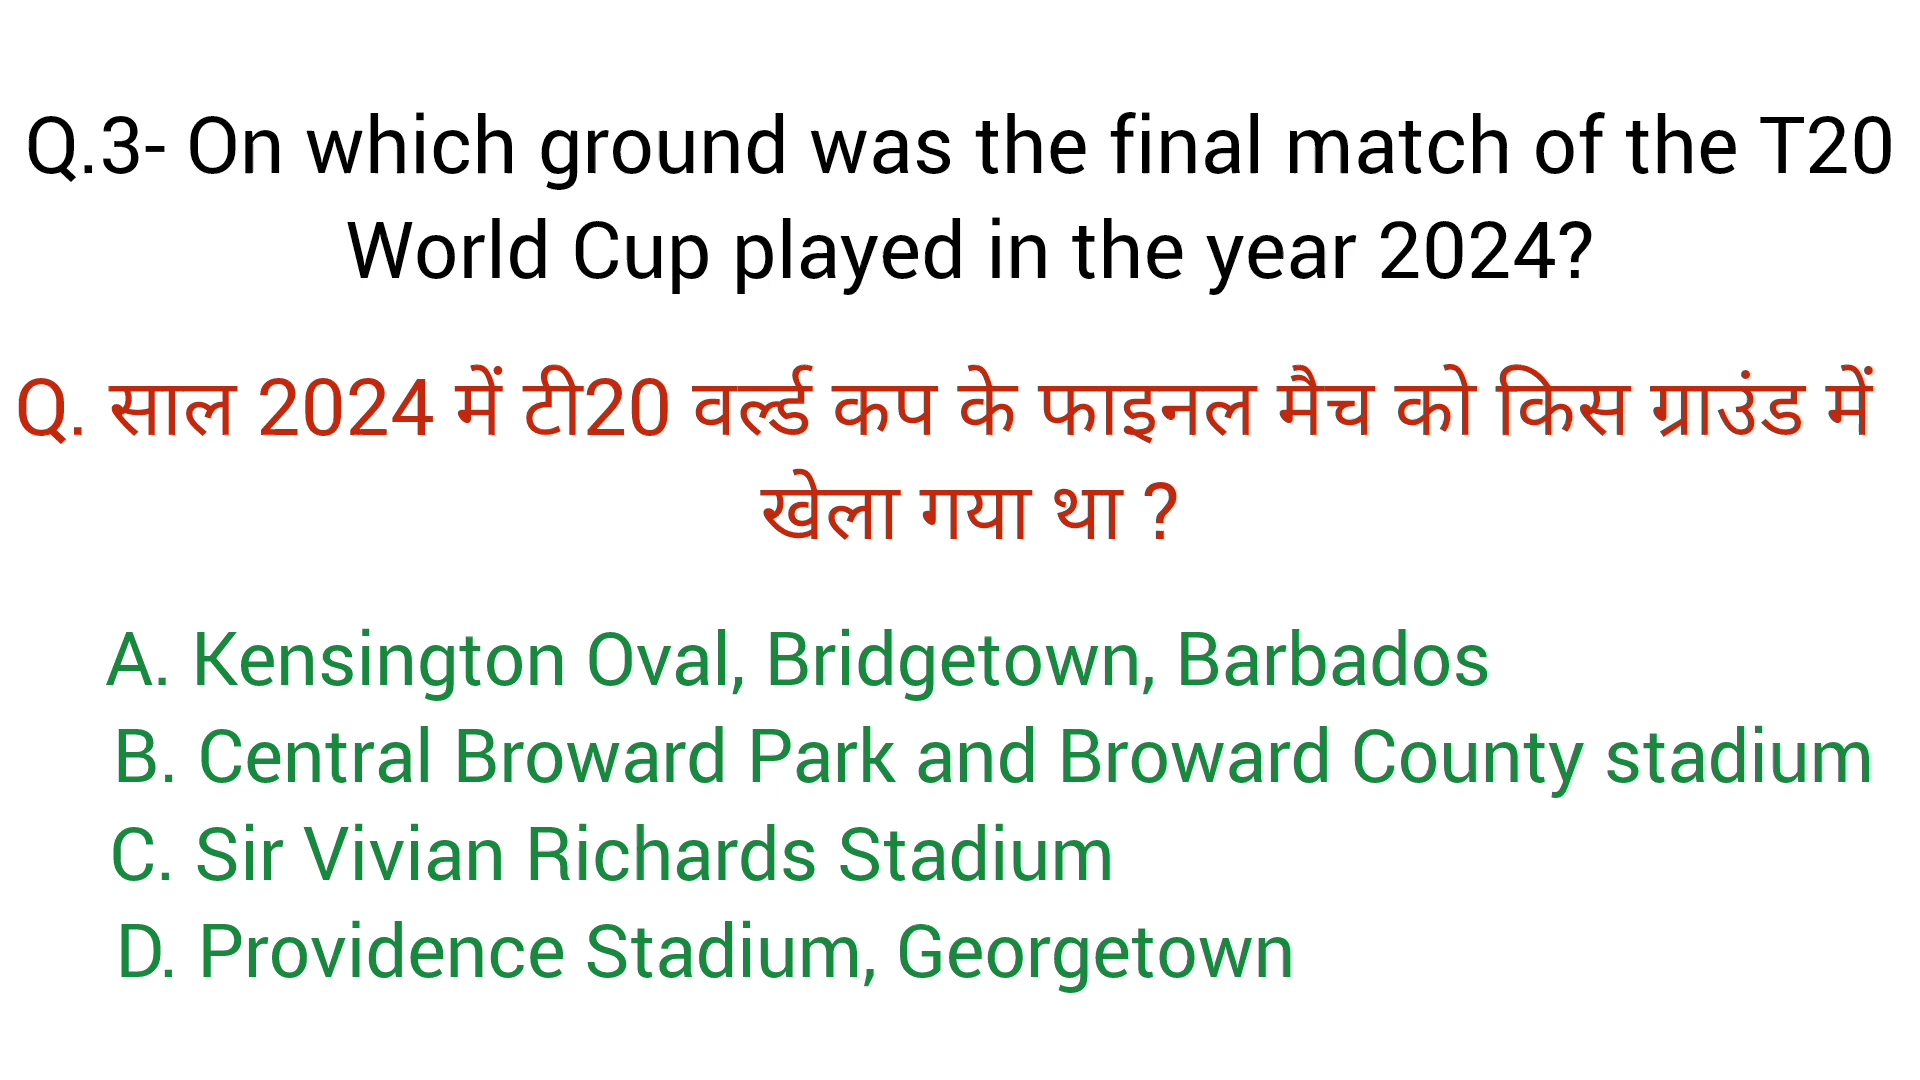 Q.3- On which ground was the final match of the T20
World Cup played in the year 2024?
Q. साल 2024 में टी20 वर्ल्ड कप के फाइनल मैच को किस ग्राउंड में
खेला गया था ?
A. Kensington Oval, Bridgetown, Barbados
B. Central Broward Park and Broward County stadium
C. Sir Vivian Richards Stadium
D. Providence Stadium, Georgetown